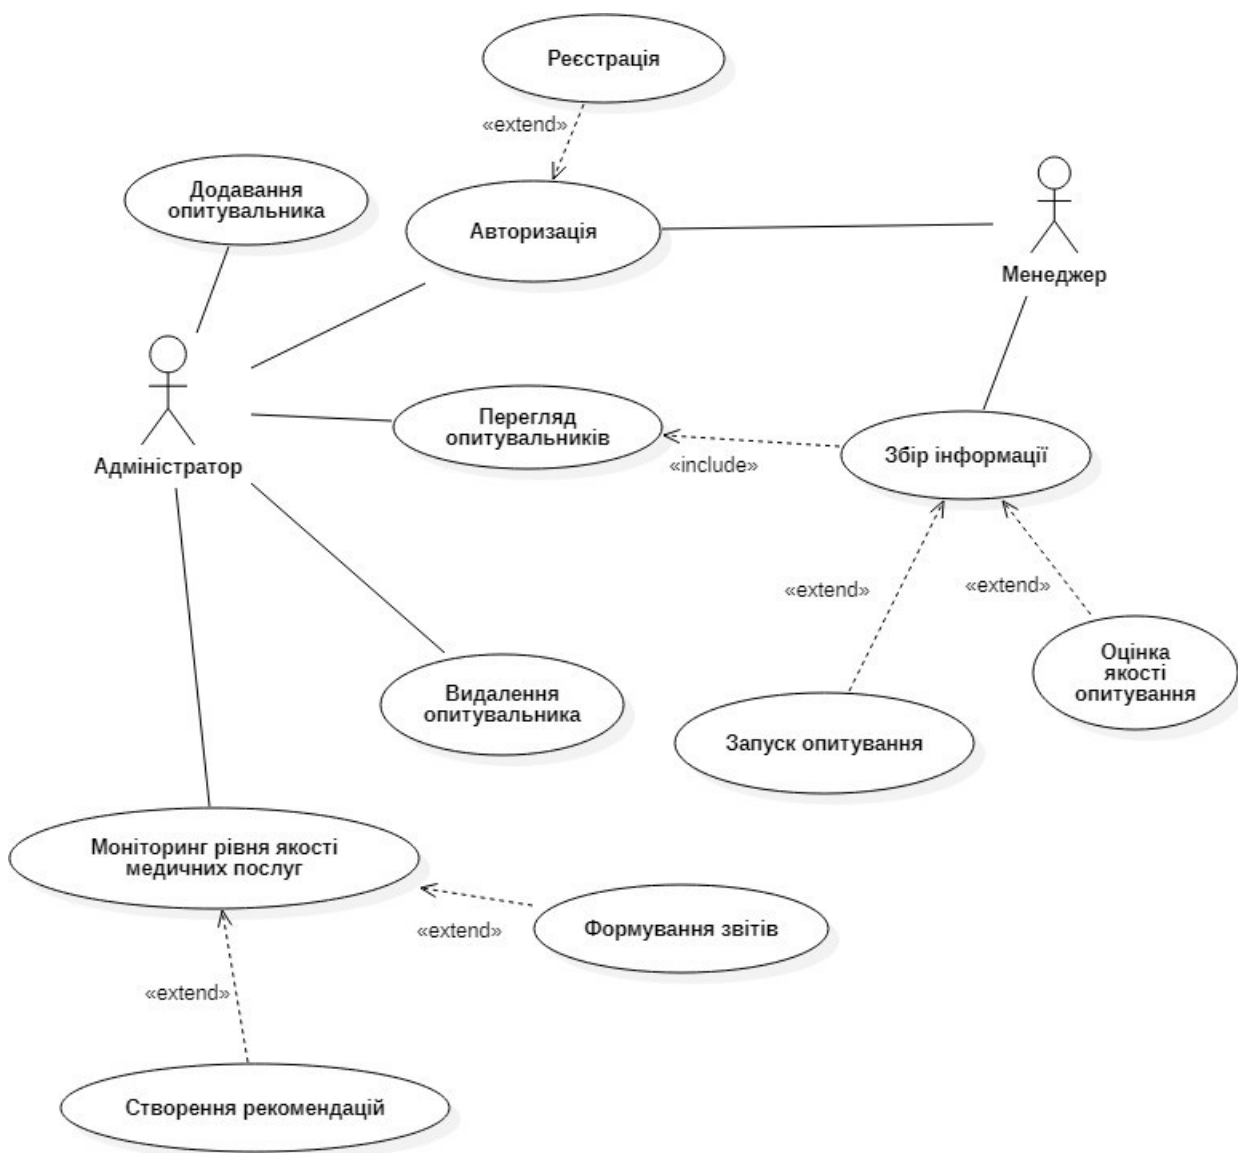 Реєстрація
«extend»
Додавання
опитувальника
Авторизація
Менеджер
Перегляд
опитувальників
«include»
Збір інформації
Адміністратор
«extend»
«extend»
Оцінка
якості
опитування
Видалення
опитувальника
Запуск опитування
Моніторинг рівня якості
медичних послуг
«extend»
Формування звітів
«extend»
Створення рекомендацій